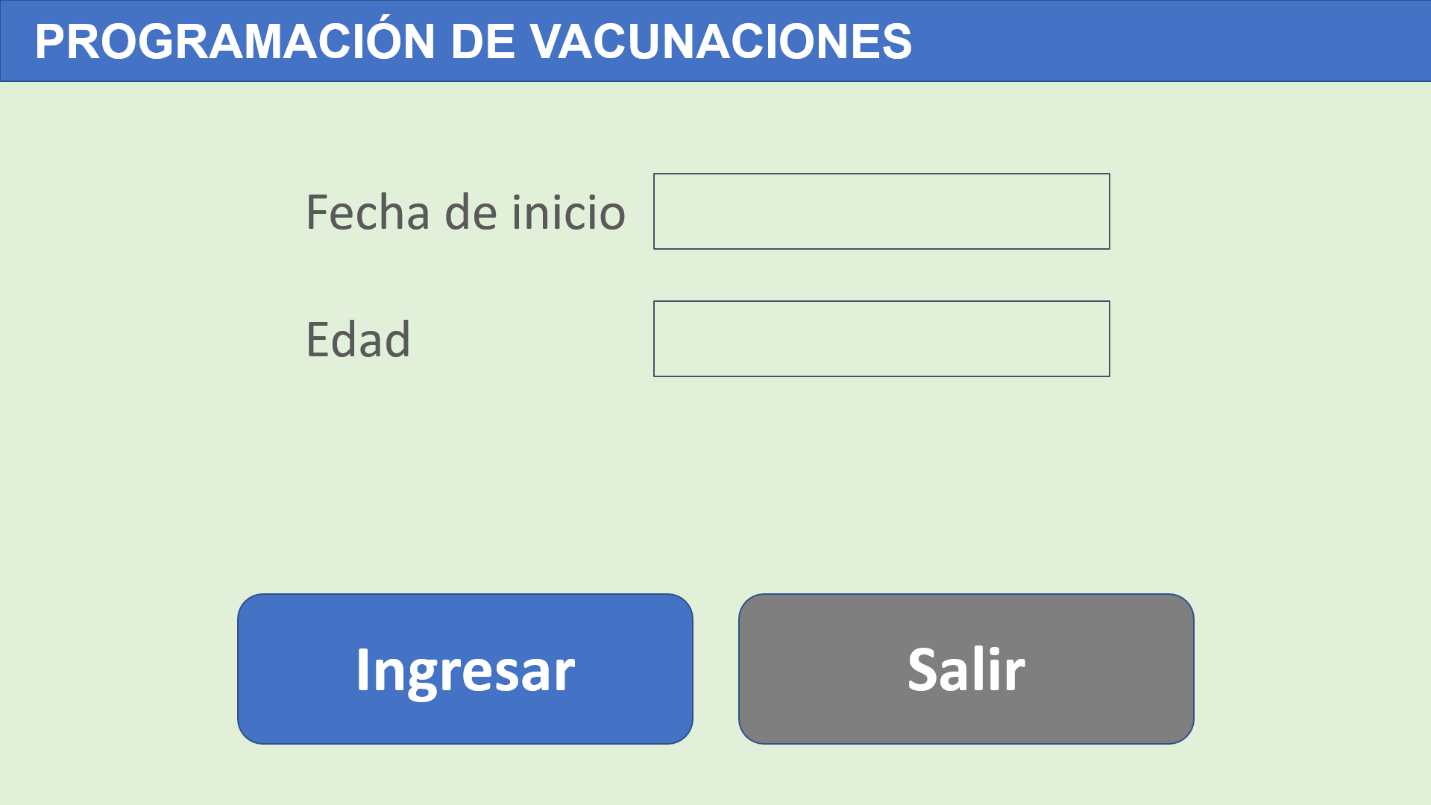 PROGRAMACIÓN DE VACUNACIONES
Fecha de inicio
Edad
Ingresar
Salir